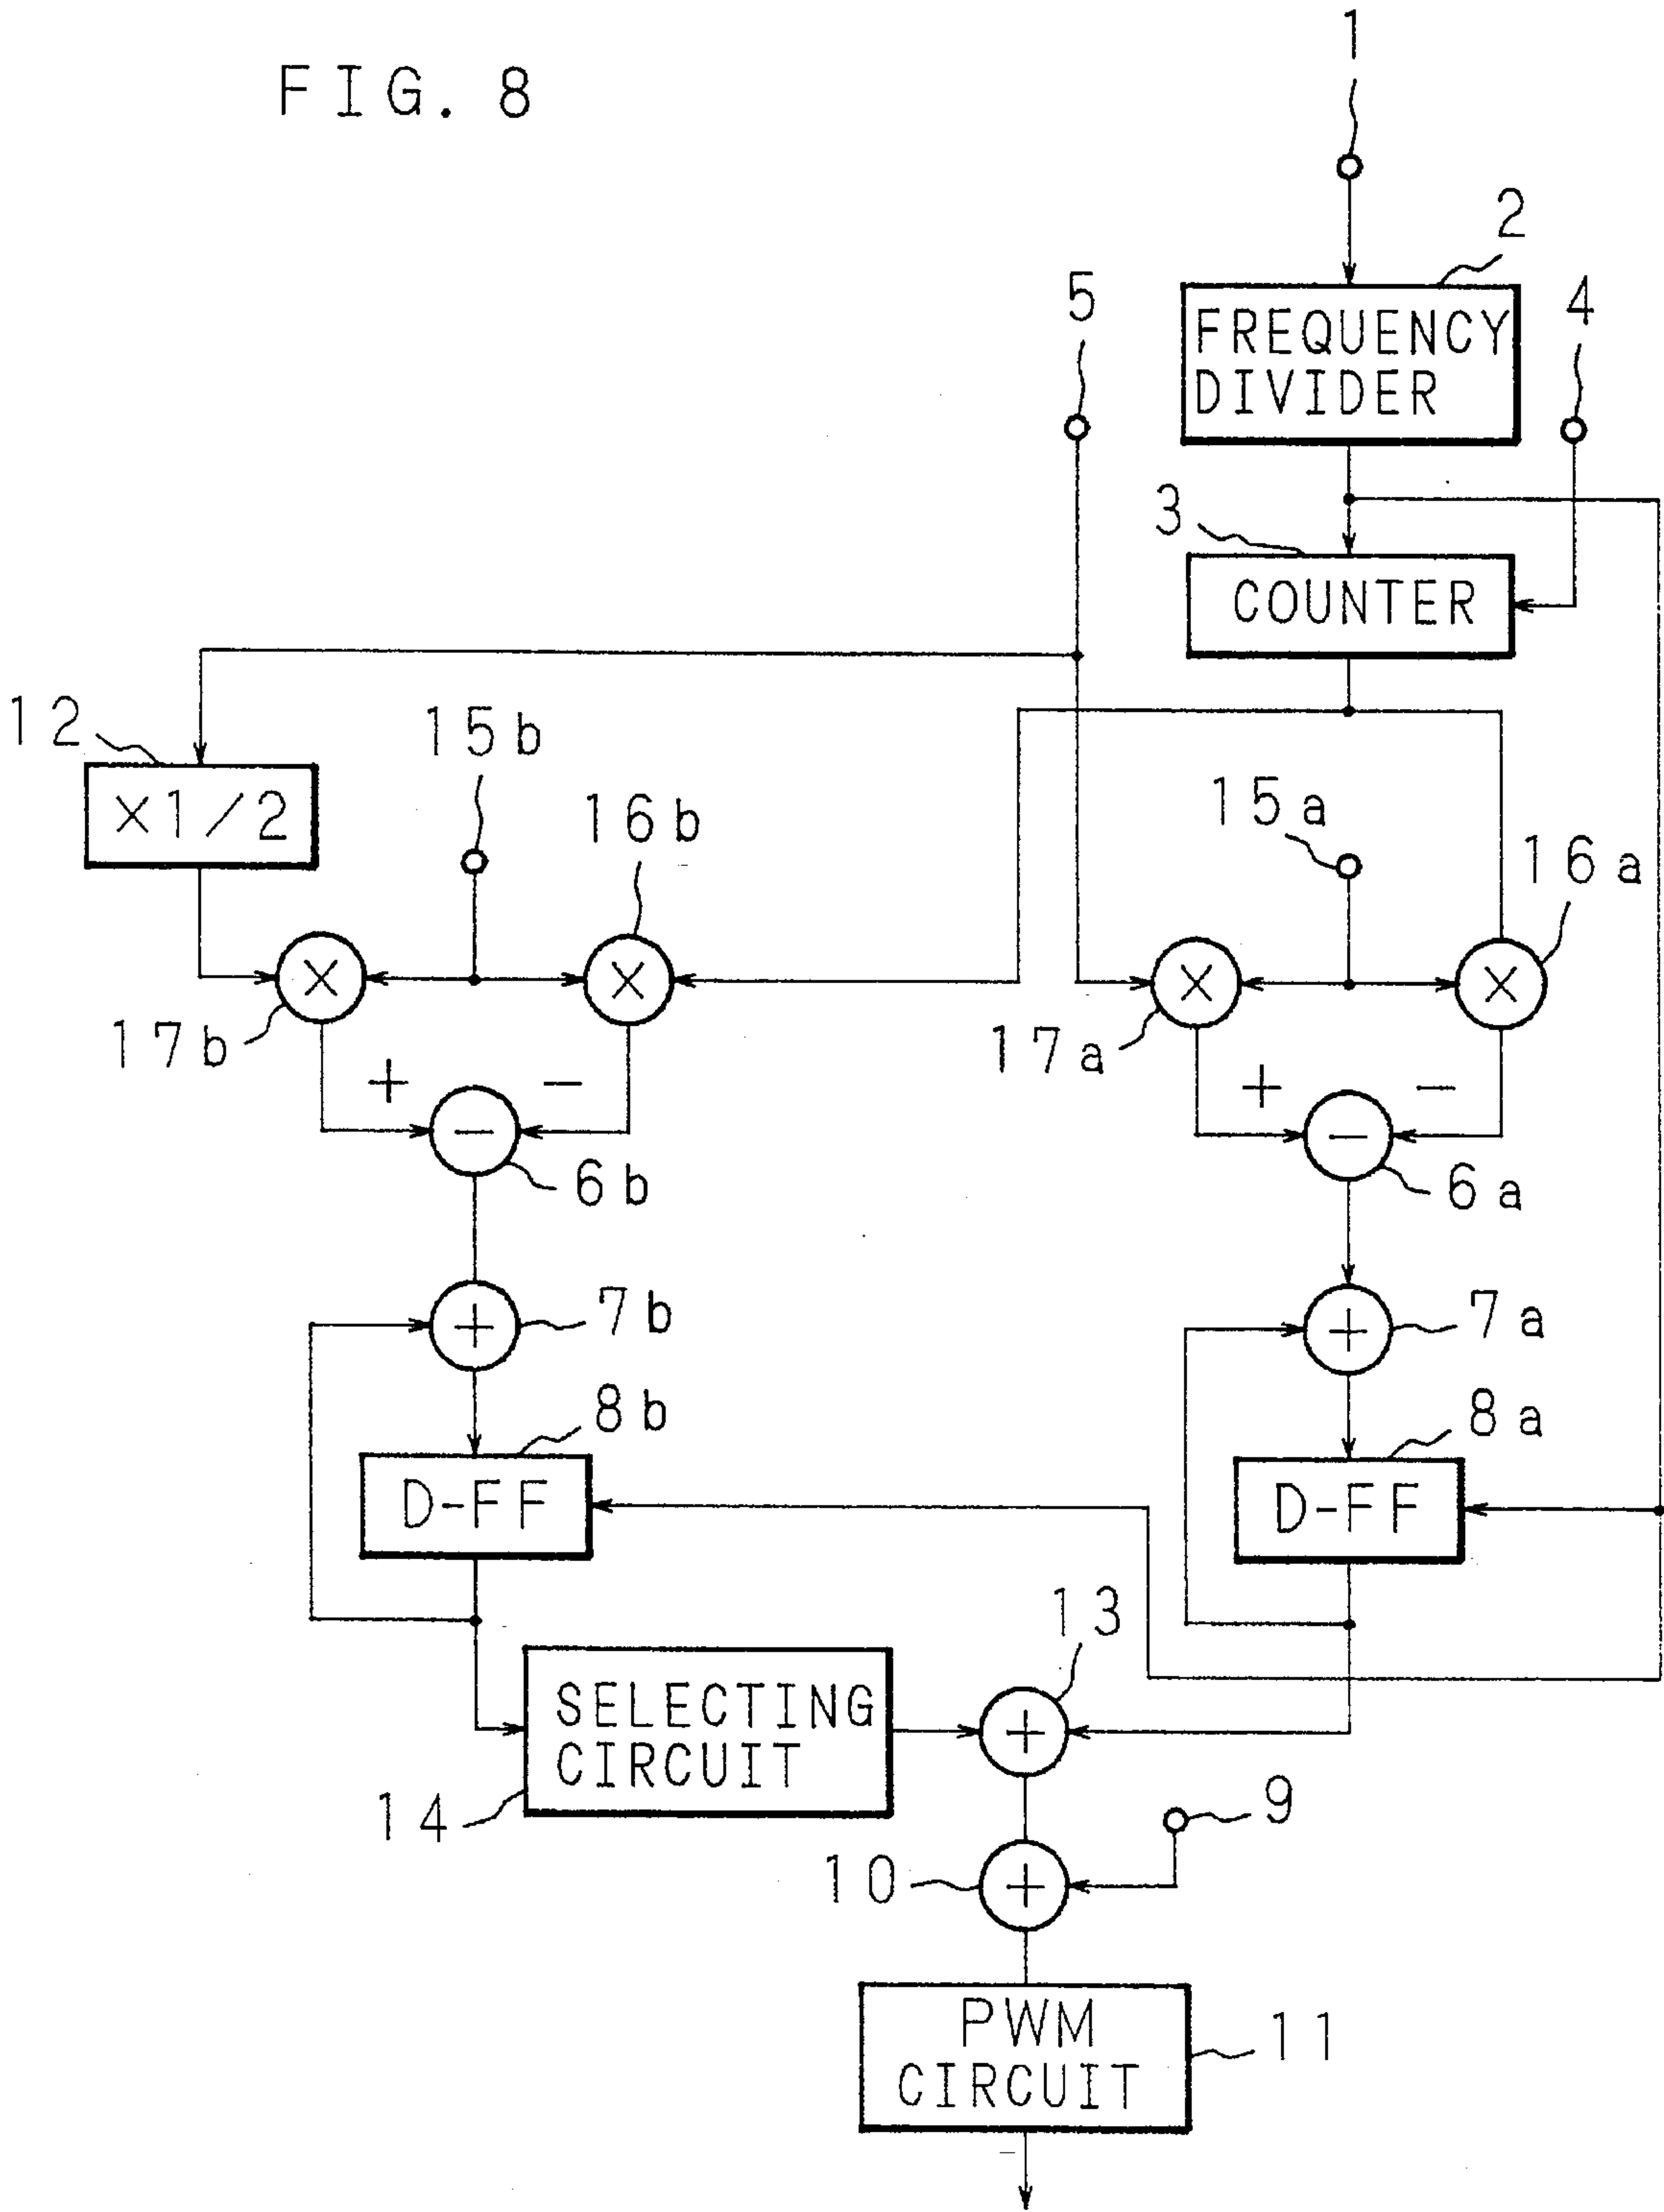 FIG. 8
1
2
5
4
FREQUENCY
DIVIDER
3
COUNTER
12
15b
×1/2
16b
15a
16a
×
×
×
×
17b
17a
+
−
+
−
−
−
6b
6a
+
7b
+
7a
8b
8a
D-FF
D-FF
13
SELECTING
CIRCUIT
+
14
9
10
+
PWM
CIRCUIT
11